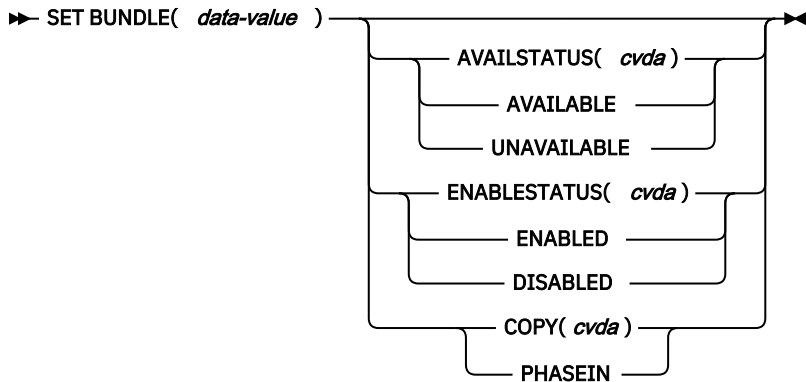 SET BUNDLE( data-value )
AVAILSTATUS( cvda )
AVAILABLE
UNAVAILABLE
ENABLESTATUS( cvda )
ENABLED
DISABLED
COPY( cvda )
PHASEIN